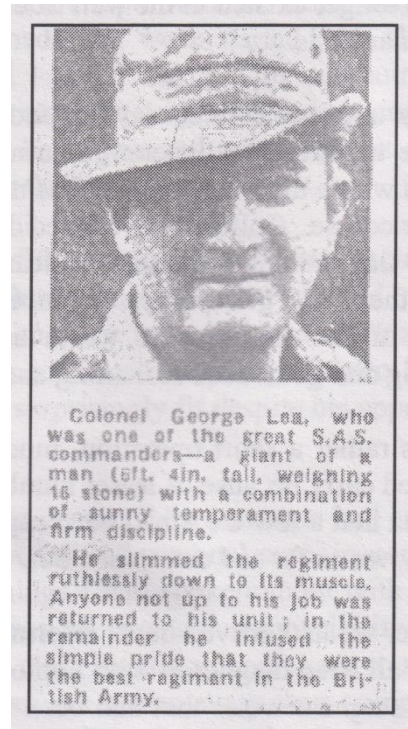 Colonel George Lea, who
was one of the great S.A.S.
commanders—a giant of a
man (6ft. 4in. tall, weighing
16 stone) with a combination
of sunny temperament and
firm discipline.
He slimmed the regiment
ruthlessly down to its muscle.
Anyone not up to his job was
returned to his unit; in the
remainder he infused the
simple pride that they were
the best regiment in the Bri-
tish Army.